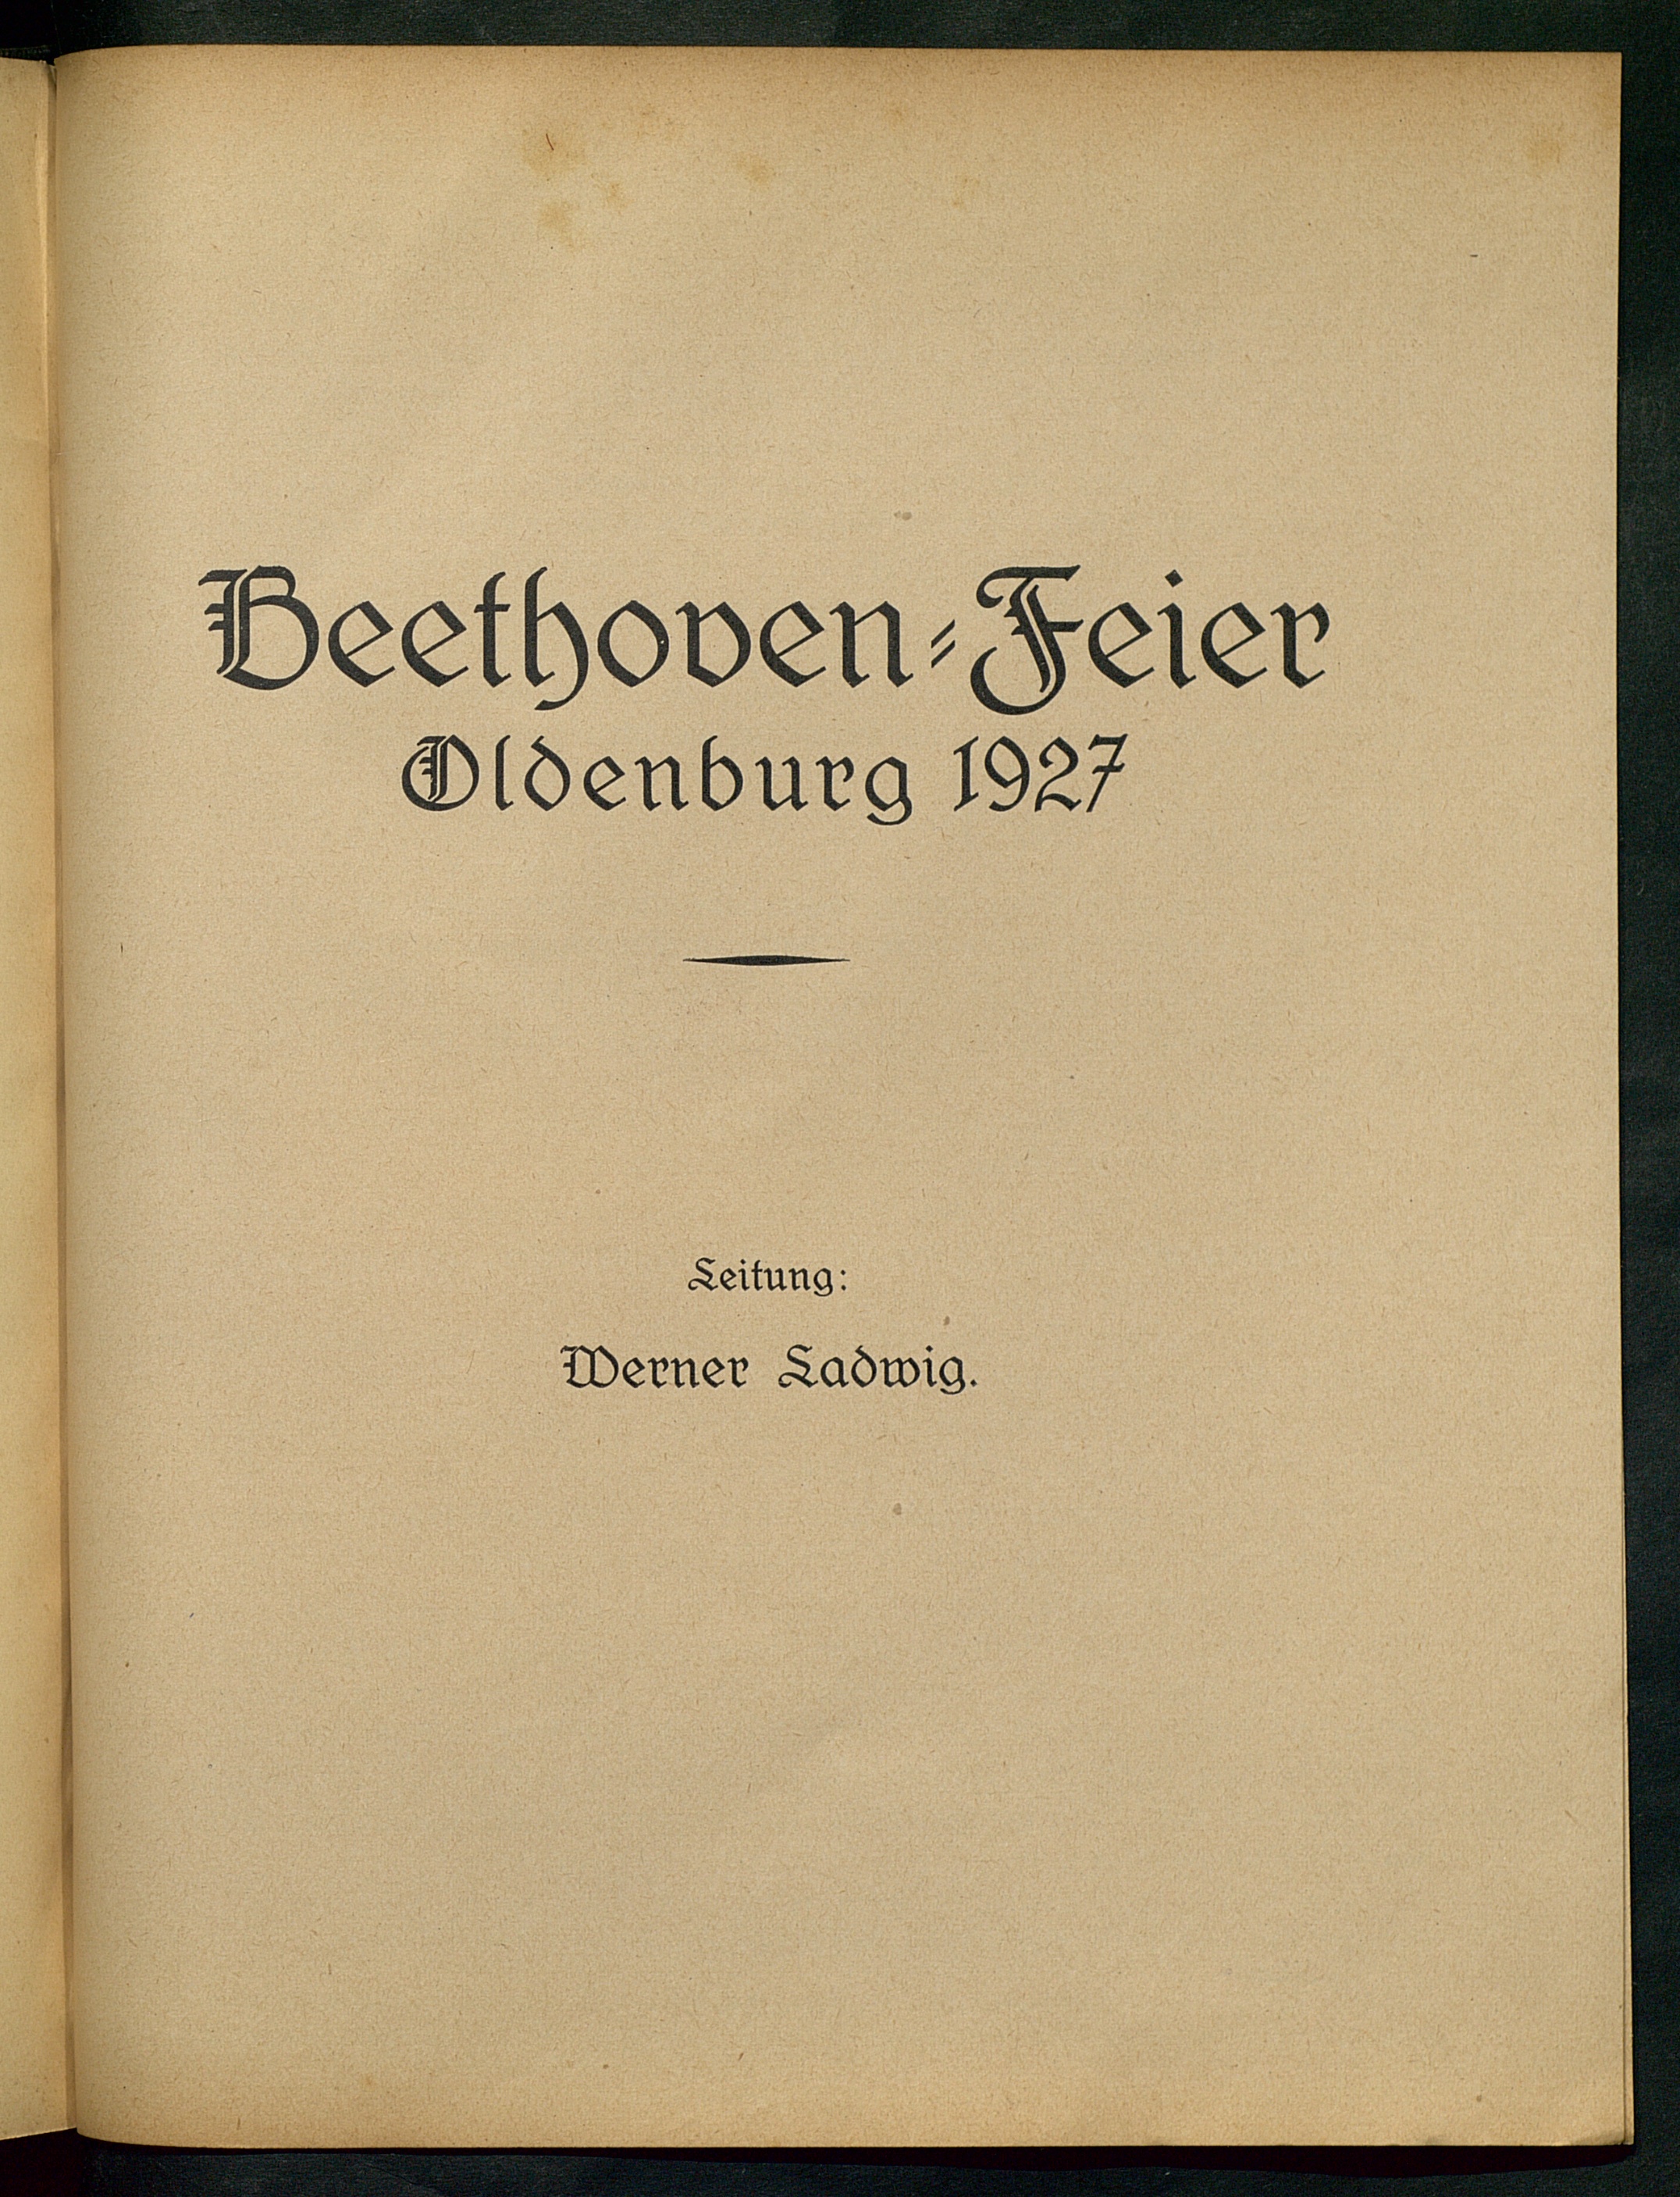 Beethoven-Feier
Oldenburg 1927
Leitung:
Werner Ladwig.